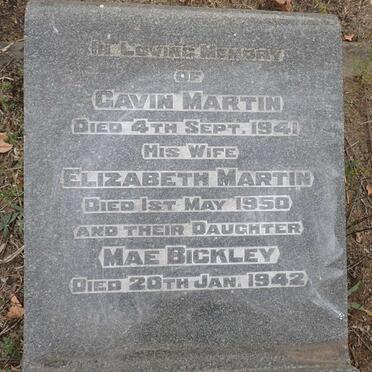 In Loving Memory
of
Gavin Martin
Died 4th Sept. 1941
His Wife
Elizabeth Martin
Died 1st May 1950
and their Daughter
Mae Bickley
Died 20th Jan. 1942